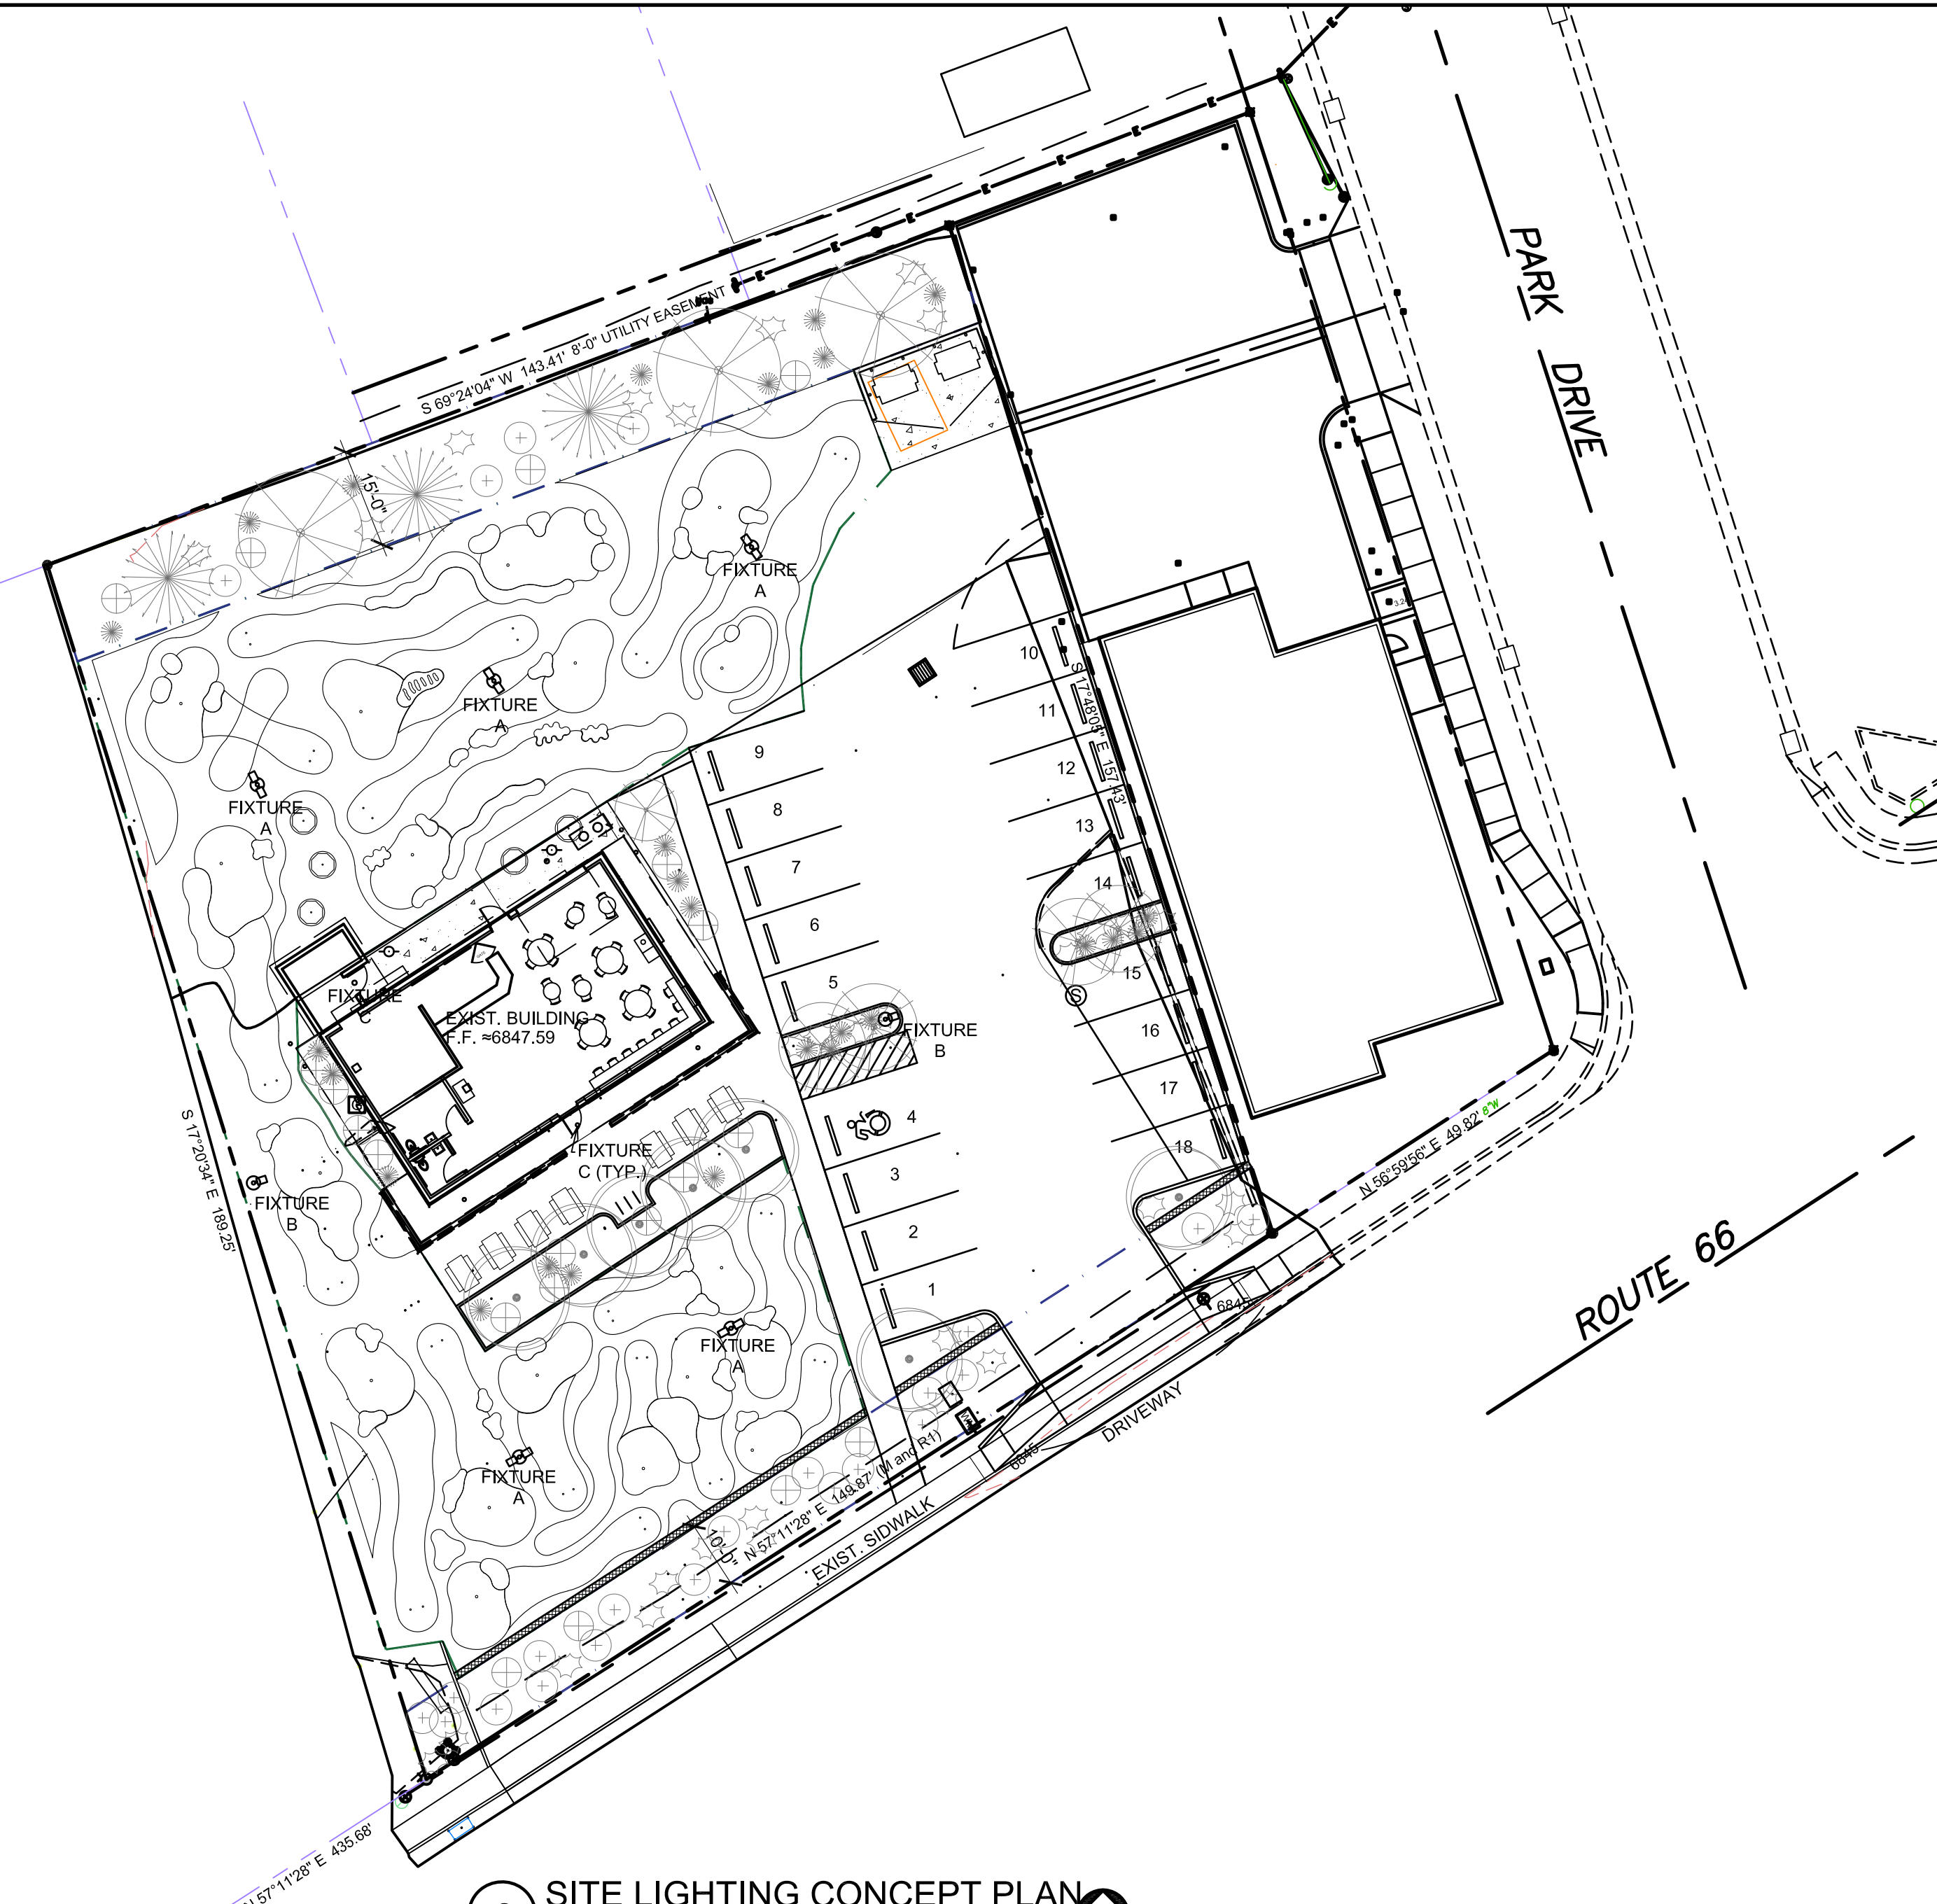 PARK
DRIVE
S 69°24'04" W 143.41' 8'-0" UTILITY EASEMENT
15'-0"
FIXTURE
A
FIXTURE
A
FIXTURE
A
10
11
12
13
14
15
16
17
18
S 17°48'05" E 157.43'
9
8
7
6
5
4
3
2
1
S
FIXTURE
C
EXIST. BUILDING
F.F. ≈6847.59
FIXTURE
B
FIXTURE
C (TYP.)
FIXTURE
B
S 17°20'34" E 189.25'
N 56°59'56" E 49.82'
8"W
ROUTE 66
6845
6845
DRIVEWAY
FIXTURE
A
FIXTURE
A
N 57°11'28" E 149.87' (M and R1)
10'-0"
EXIST. SIDWALK
N 57°11'28" E 435.68'
SITE LIGHTING CONCEPT PLAN